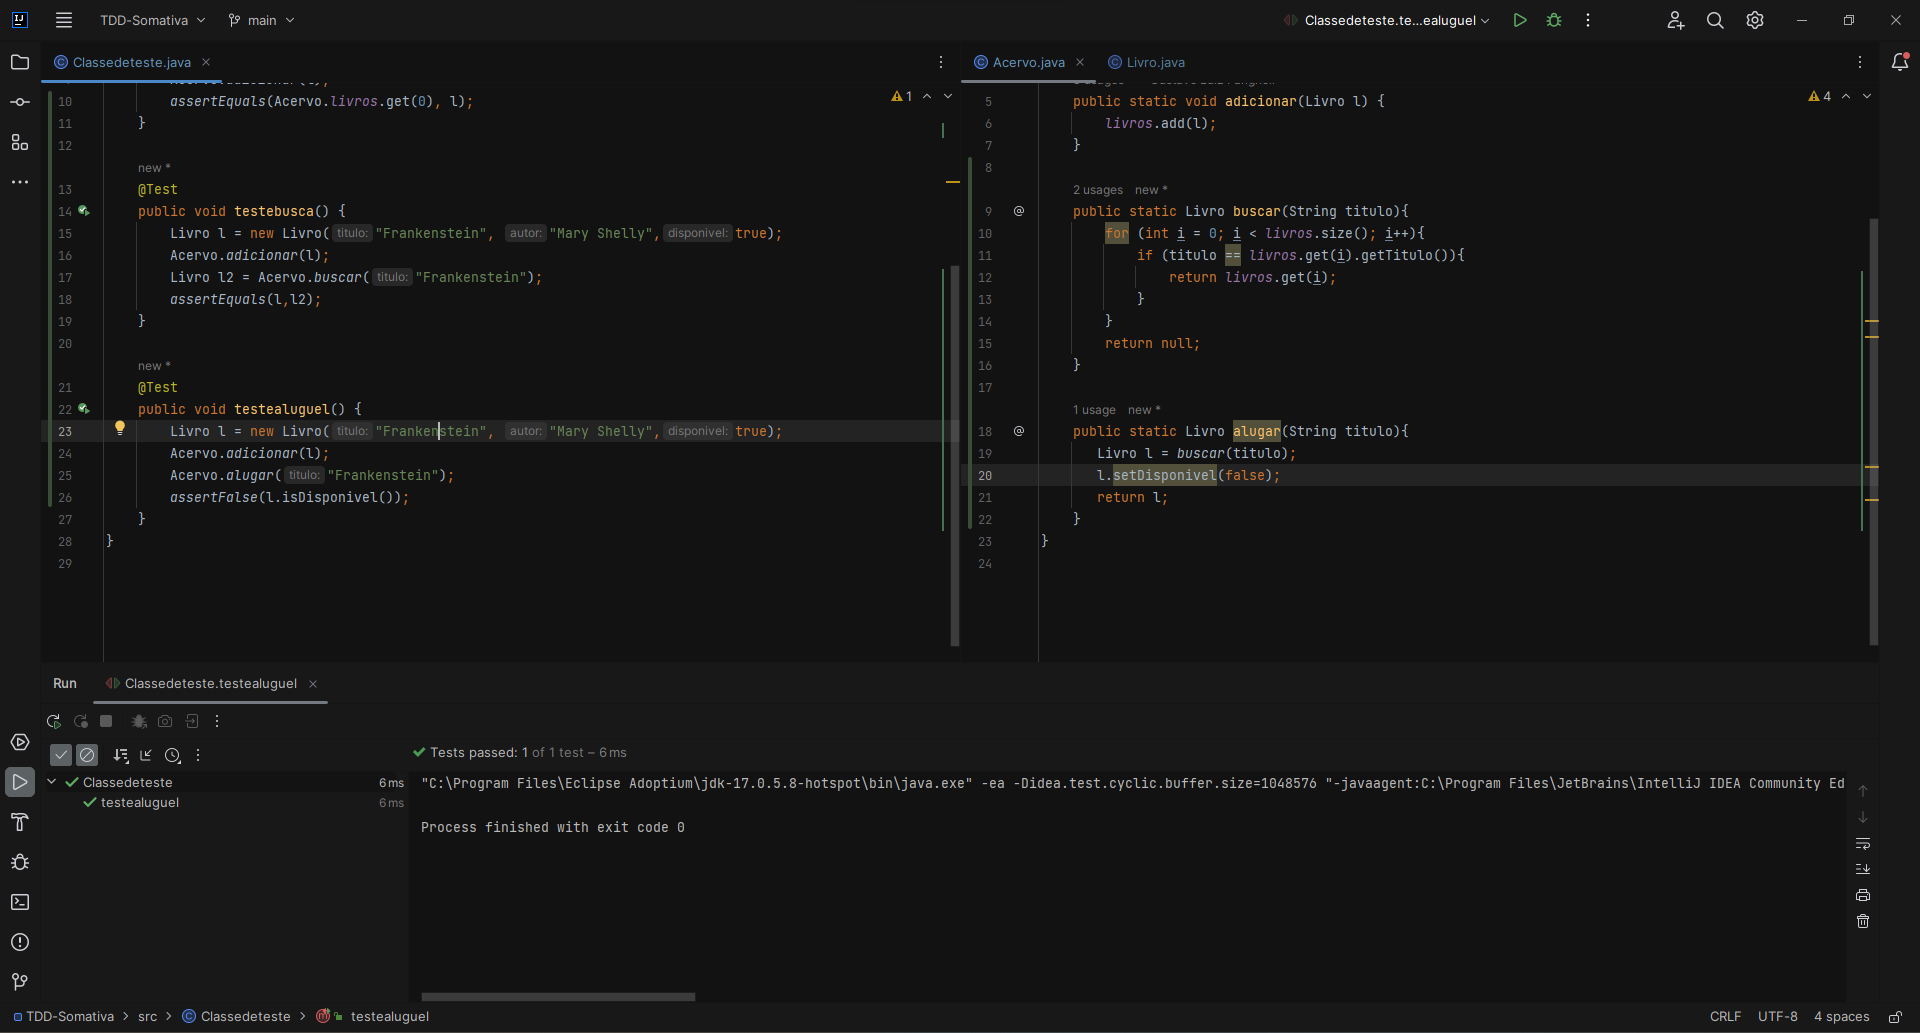 TDD-Somativa main Classedeteste.te...ealuguel
Classedeteste.java
10 assertEquals(Acervo.livros.get(0), l);
11 }
12
new *
13 @Test
14 public void testebusca() {
15 Livro l = new Livro( titulo: "Frankenstein", autor: "Mary Shelly", disponivel: true);
16 Acervo.adicionar(l);
17 Livro l2 = Acervo.buscar( titulo: "Frankenstein");
18 assertEquals(l,l2);
19 }
20
new *
21 @Test
22 public void testealuguel() {
23 Livro l = new Livro( titulo: "Frankenstein", autor: "Mary Shelly", disponivel: true);
24 Acervo.adicionar(l);
25 Acervo.alugar( titulo: "Frankenstein");
26 assertFalse(l.isDisponivel());
27 }
28 }
29
1
Acervo.java Livro.java
4
5 public static void adicionar(Livro l) {
6 livros.add(l);
7 }
8
2 usages new *
9 @ public static Livro buscar(String titulo){
10 for (int i = 0; i < livros.size(); i++){
11 if (titulo == livros.get(i).getTitulo()){
12 return livros.get(i);
13 }
14 }
15 return null;
16 }
17
1 usage new *
18 @ public static Livro alugar(String titulo){
19 Livro l = buscar(titulo);
20 l.setDisponivel(false);
21 return l;
22 }
23 }
24
Run Classedeteste.testealuguel
Tests passed: 1 of 1 test – 6 ms
Classedeteste 6 ms
testealuguel 6 ms
"C:\Program Files\Eclipse Adoptium\jdk-17.0.5.8-hotspot\bin\java.exe" -ea -Didea.test.cyclic.buffer.size=1048576 "-javaagent:C:\Program Files\JetBrains\IntelliJ IDEA Community Ed
Process finished with exit code 0
TDD-Somativa > src > Classedeteste > testealuguel
CRLF UTF-8 4 spaces